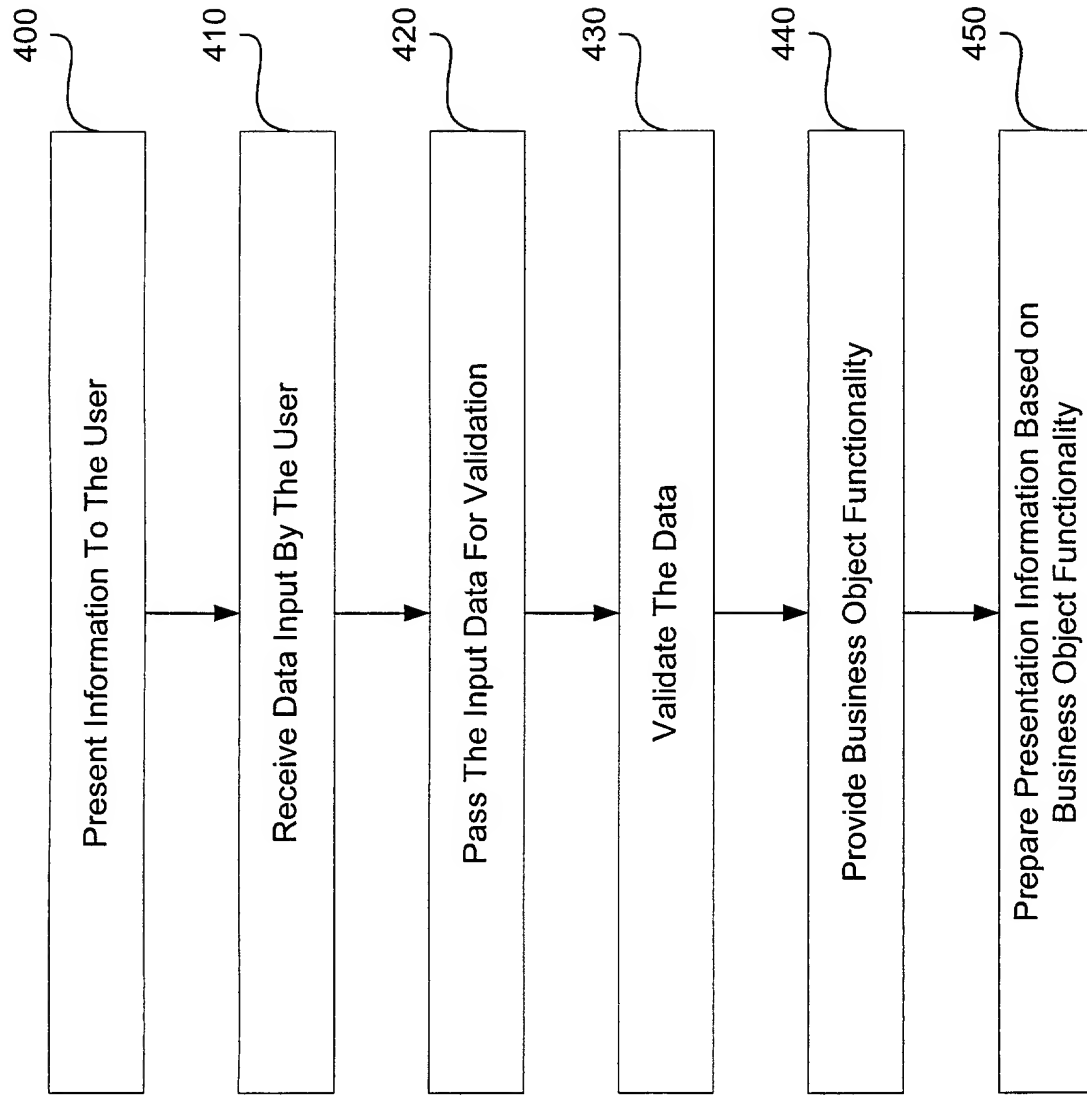 400
Present Information To The User
410
Receive Data Input By The User
420
Pass The Input Data For Validation
430
Validate The Data
440
Provide Business Object Functionality
450
Prepare Presentation Information Based on
Business Object Functionality